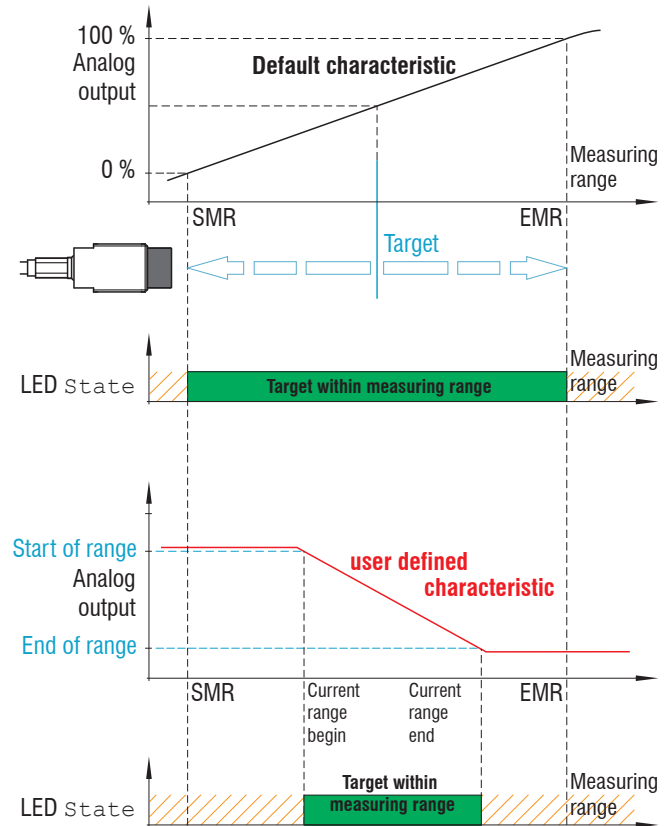 100 %
Analog
output
Default characteristic
0 %
Measuring
range
SMR
EMR
Target
LED State
Target within measuring range
Measuring
range
Start of range
Analog
output
End of range
user defined
characteristic
SMR
Current
range
begin
Current
range
end
EMR
LED State
Target within
measuring range
Measuring
range